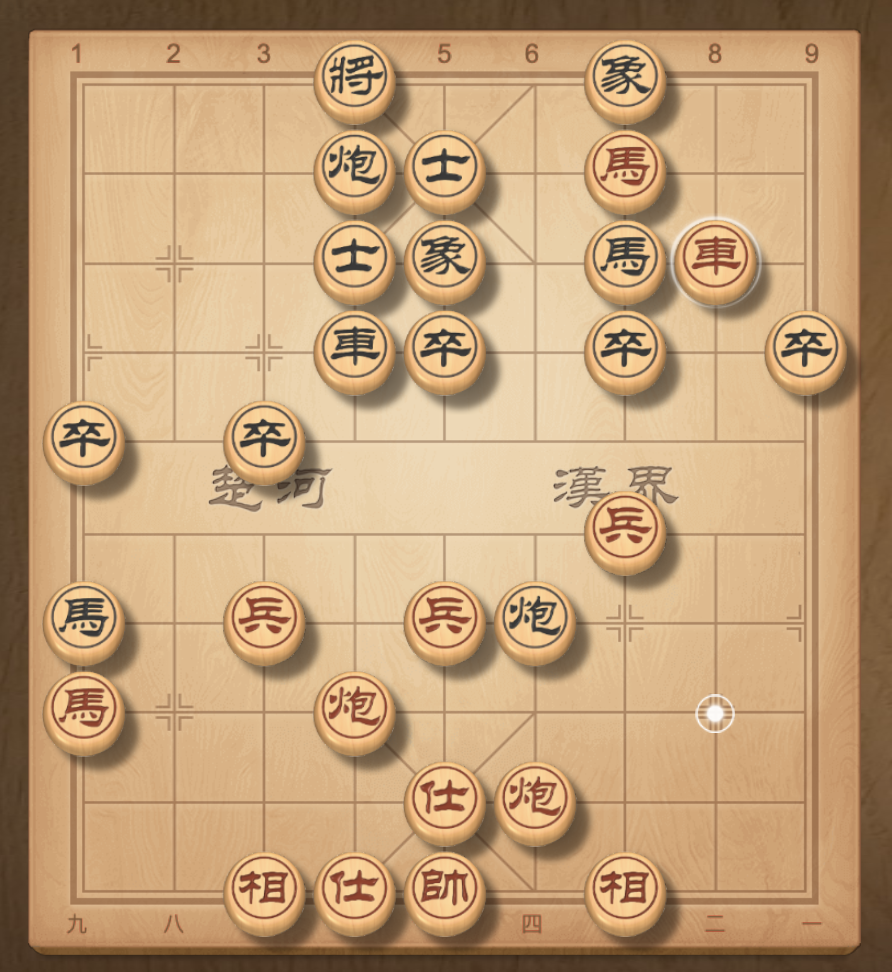 1 2 3 5 6 8 9
將 象
炮 士 馬
士 象 馬 車
車 卒 卒 卒
卒 卒
楚河 漢界
兵
馬 兵 兵 炮
馬 炮
仕 炮
相 仕 帥 相
九 八 四 二 一